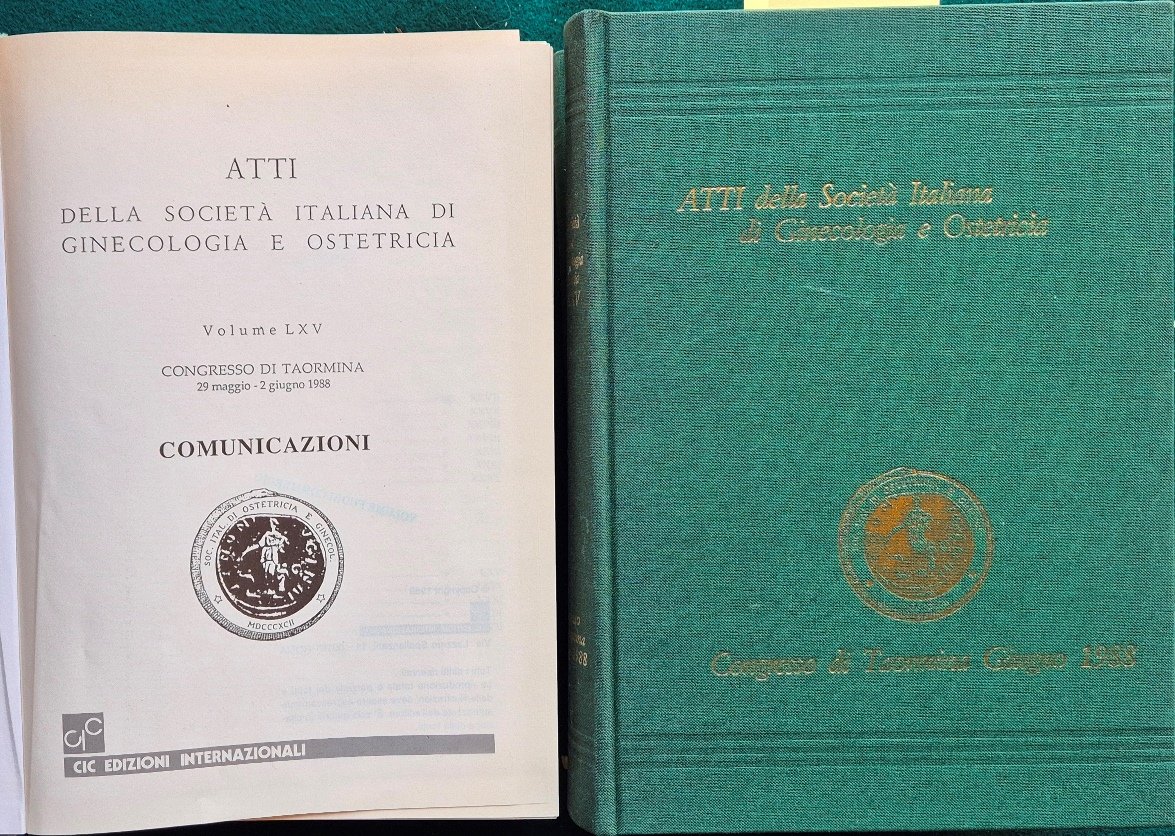 ATTI
DELLA SOCIETÀ ITALIANA DI
GINECOLOGIA E OSTETRICIA
Volume LXV
CONGRESSO DI TAORMINA
29 maggio - 2 giugno 1988
COMUNICAZIONI
SOC. ITAL. DI OSTETRICIA E GINECOL.
MDCCCXCII
CIC
CIC EDIZIONI INTERNAZIONALI
ATTI della Società Italiana
di Ginecologia e Ostetricia
Congresso di Taormina Giugno 1988